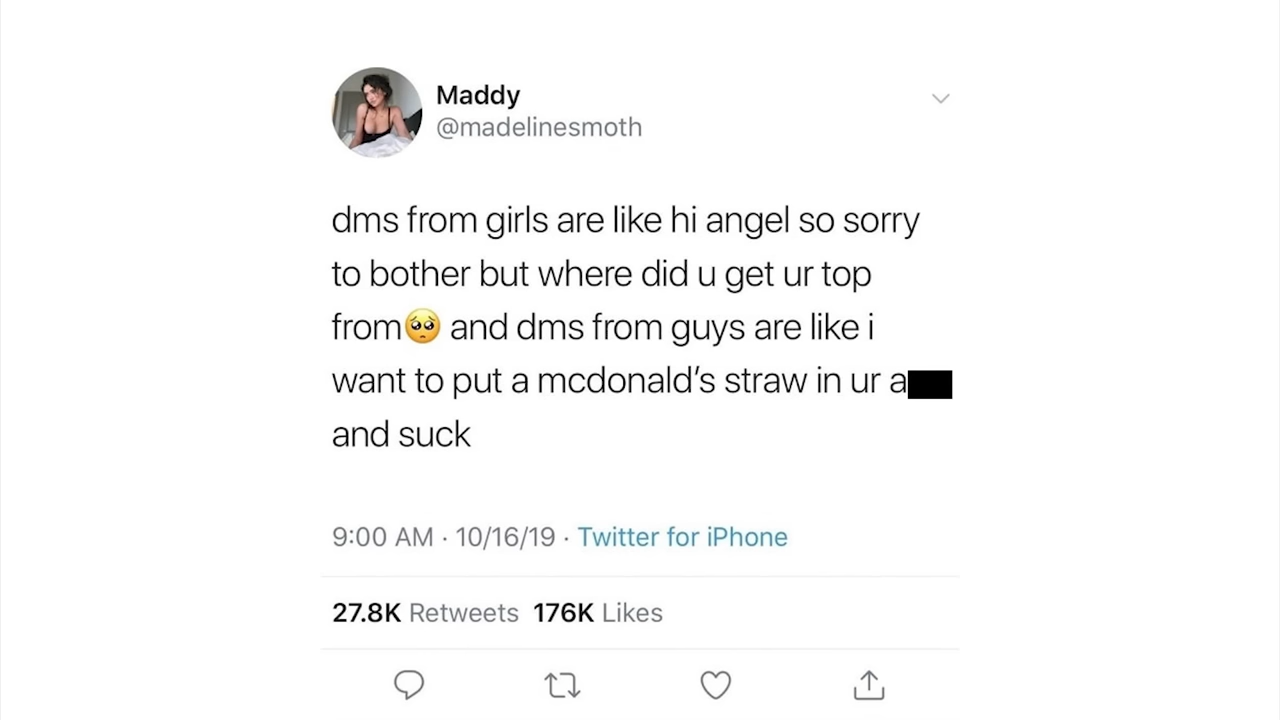 Maddy
@madelinesmoth
dms from girls are like hi angel so sorry
to bother but where did u get ur top
from🥺 and dms from guys are like i
want to put a mcdonald's straw in ur a
and suck
9:00 AM · 10/16/19 · Twitter for iPhone
27.8K Retweets 176K Likes